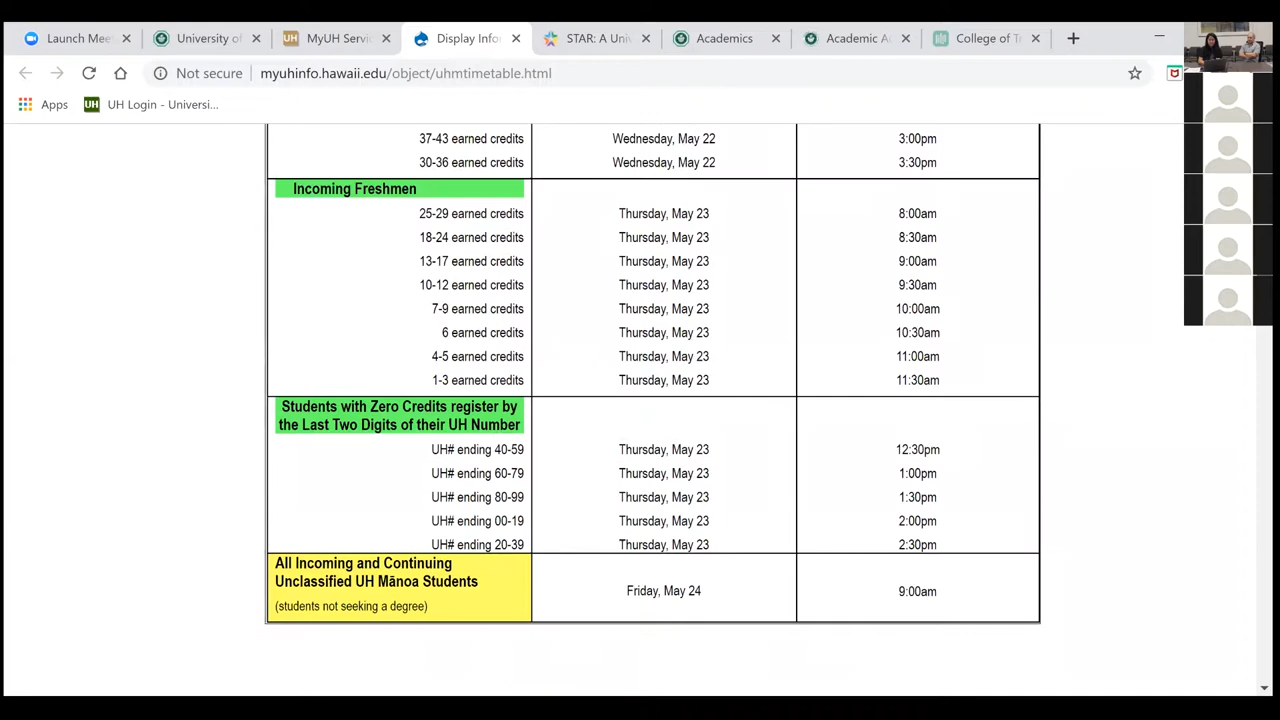 Launch Mee
University of
MyUH Servi
Display Info
STAR: A Uni
Academics
Academic A
College of T
Not secure
myuhinfo.hawaii.edu/object/uhmtimetable.html
Apps
UH
UH Login - Universi...
37-43 earned credits Wednesday, May 22 3:00pm
30-36 earned credits Wednesday, May 22 3:30pm
Incoming Freshmen
25-29 earned credits Thursday, May 23 8:00am
18-24 earned credits Thursday, May 23 8:30am
13-17 earned credits Thursday, May 23 9:00am
10-12 earned credits Thursday, May 23 9:30am
7-9 earned credits Thursday, May 23 10:00am
6 earned credits Thursday, May 23 10:30am
4-5 earned credits Thursday, May 23 11:00am
1-3 earned credits Thursday, May 23 11:30am
Students with Zero Credits register by
the Last Two Digits of their UH Number
UH# ending 40-59 Thursday, May 23 12:30pm
UH# ending 60-79 Thursday, May 23 1:00pm
UH# ending 80-99 Thursday, May 23 1:30pm
UH# ending 00-19 Thursday, May 23 2:00pm
UH# ending 20-39 Thursday, May 23 2:30pm
All Incoming and Continuing
Unclassified UH Mānoa Students
(students not seeking a degree) Friday, May 24 9:00am